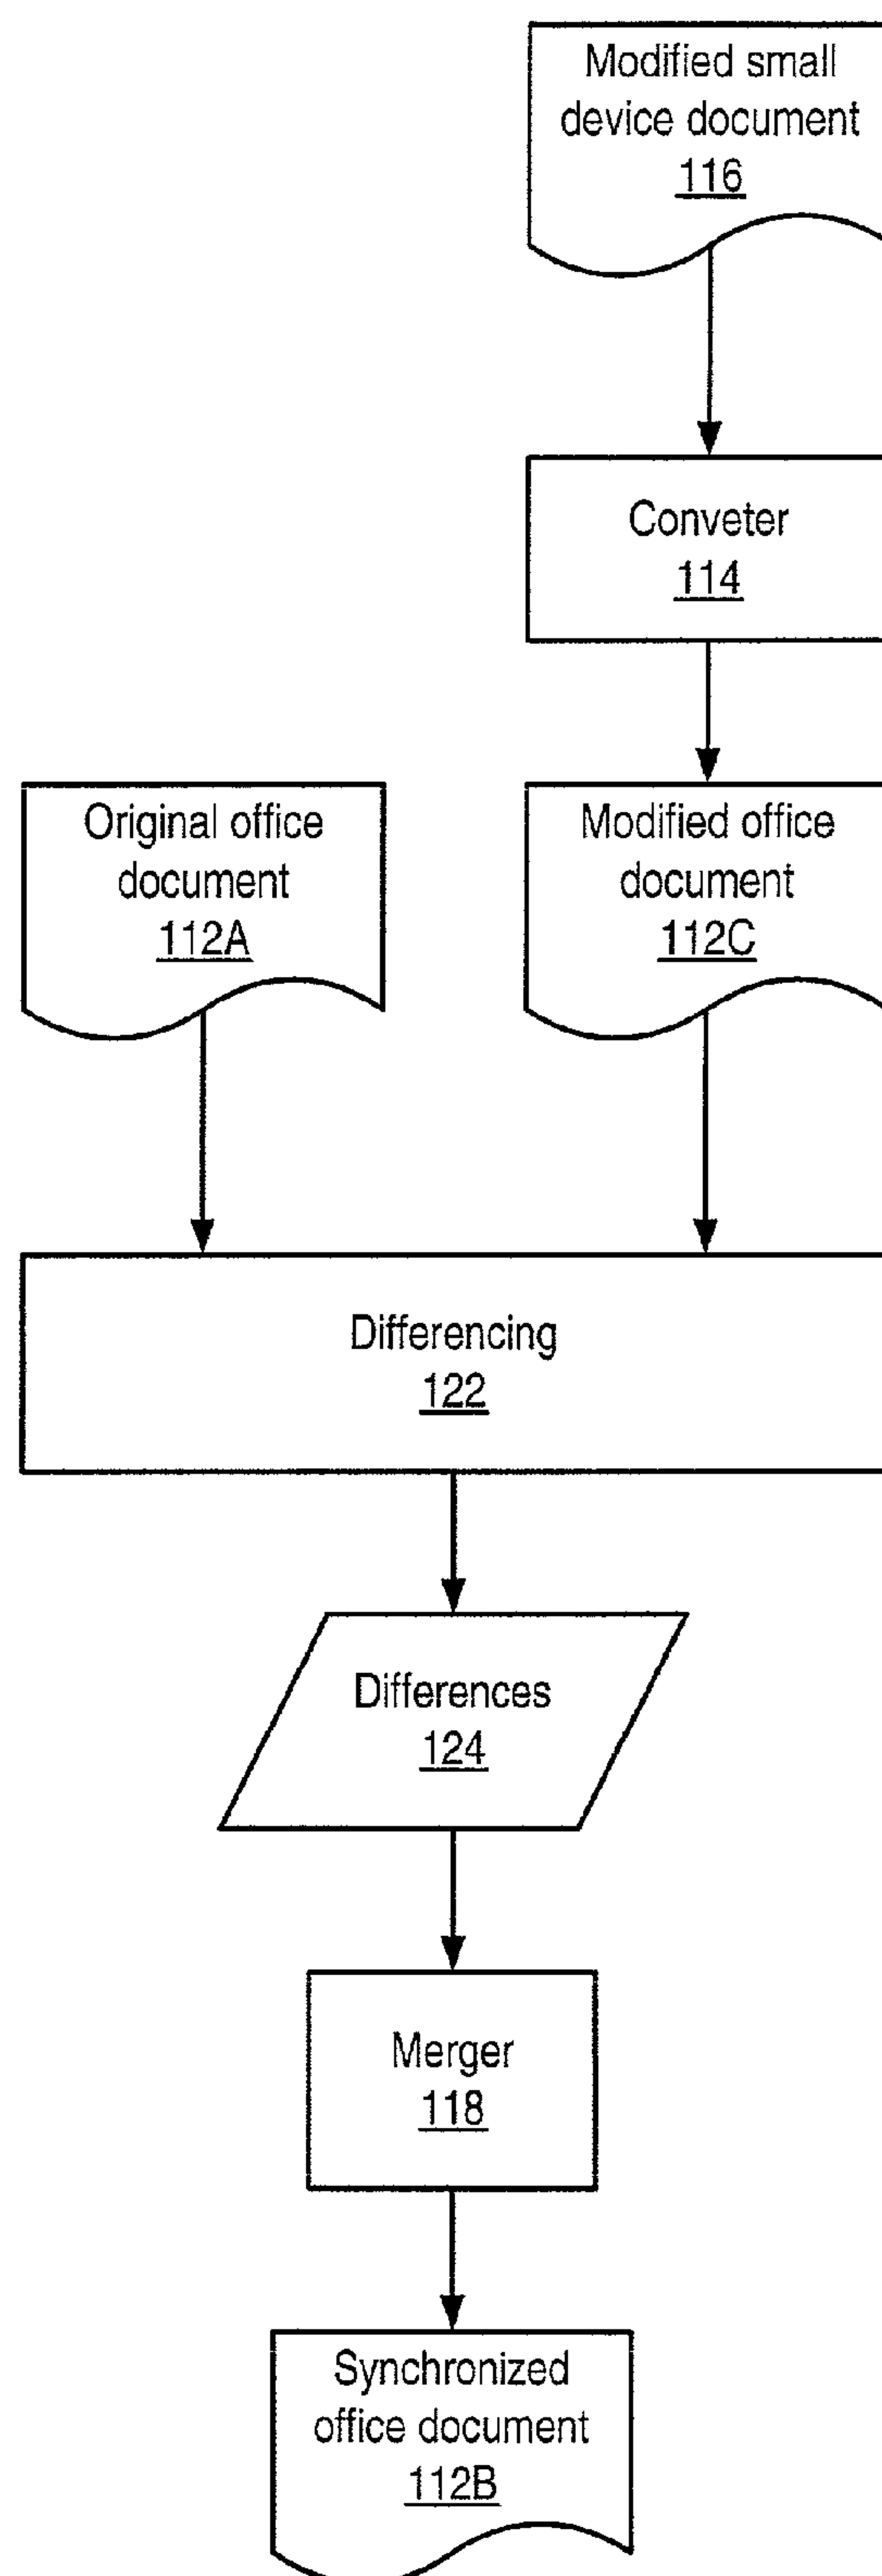 Modified small
device document
116
Conveter
114
Original office
document
112A
Modified office
document
112C
Differencing
122
Differences
124
Merger
118
Synchronized
office document
112B